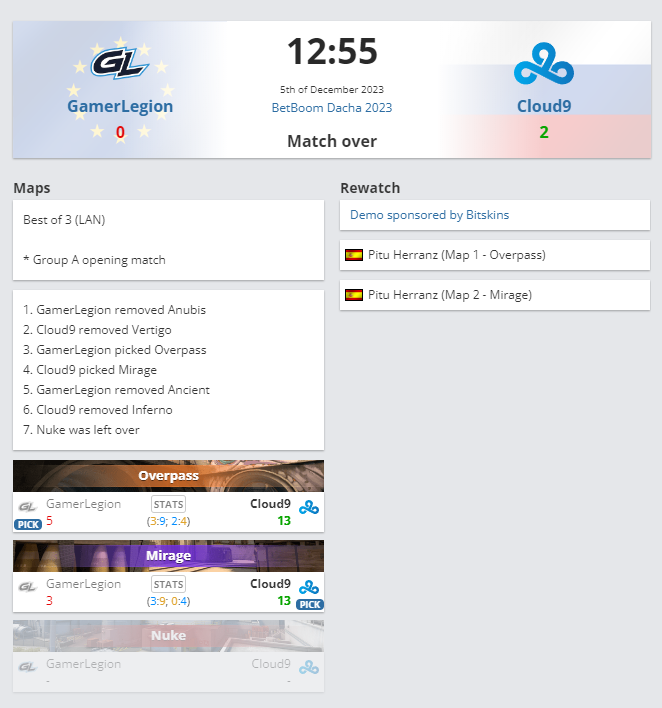 GL
GamerLegion
0
12:55
5th of December 2023
BetBoom Dacha 2023
Match over
Cloud9
2
Maps
Best of 3 (LAN)
* Group A opening match
1. GamerLegion removed Anubis
2. Cloud9 removed Vertigo
3. GamerLegion picked Overpass
4. Cloud9 picked Mirage
5. GamerLegion removed Ancient
6. Cloud9 removed Inferno
7. Nuke was left over
Overpass
GL GamerLegion STATS Cloud9
PICK 5 (3:9; 2:4) 13
Mirage
GL GamerLegion STATS Cloud9
3 (3:9; 0:4) 13 PICK
Nuke
GL GamerLegion Cloud9
- -
Rewatch
Demo sponsored by Bitskins
Pitu Herranz (Map 1 - Overpass)
Pitu Herranz (Map 2 - Mirage)